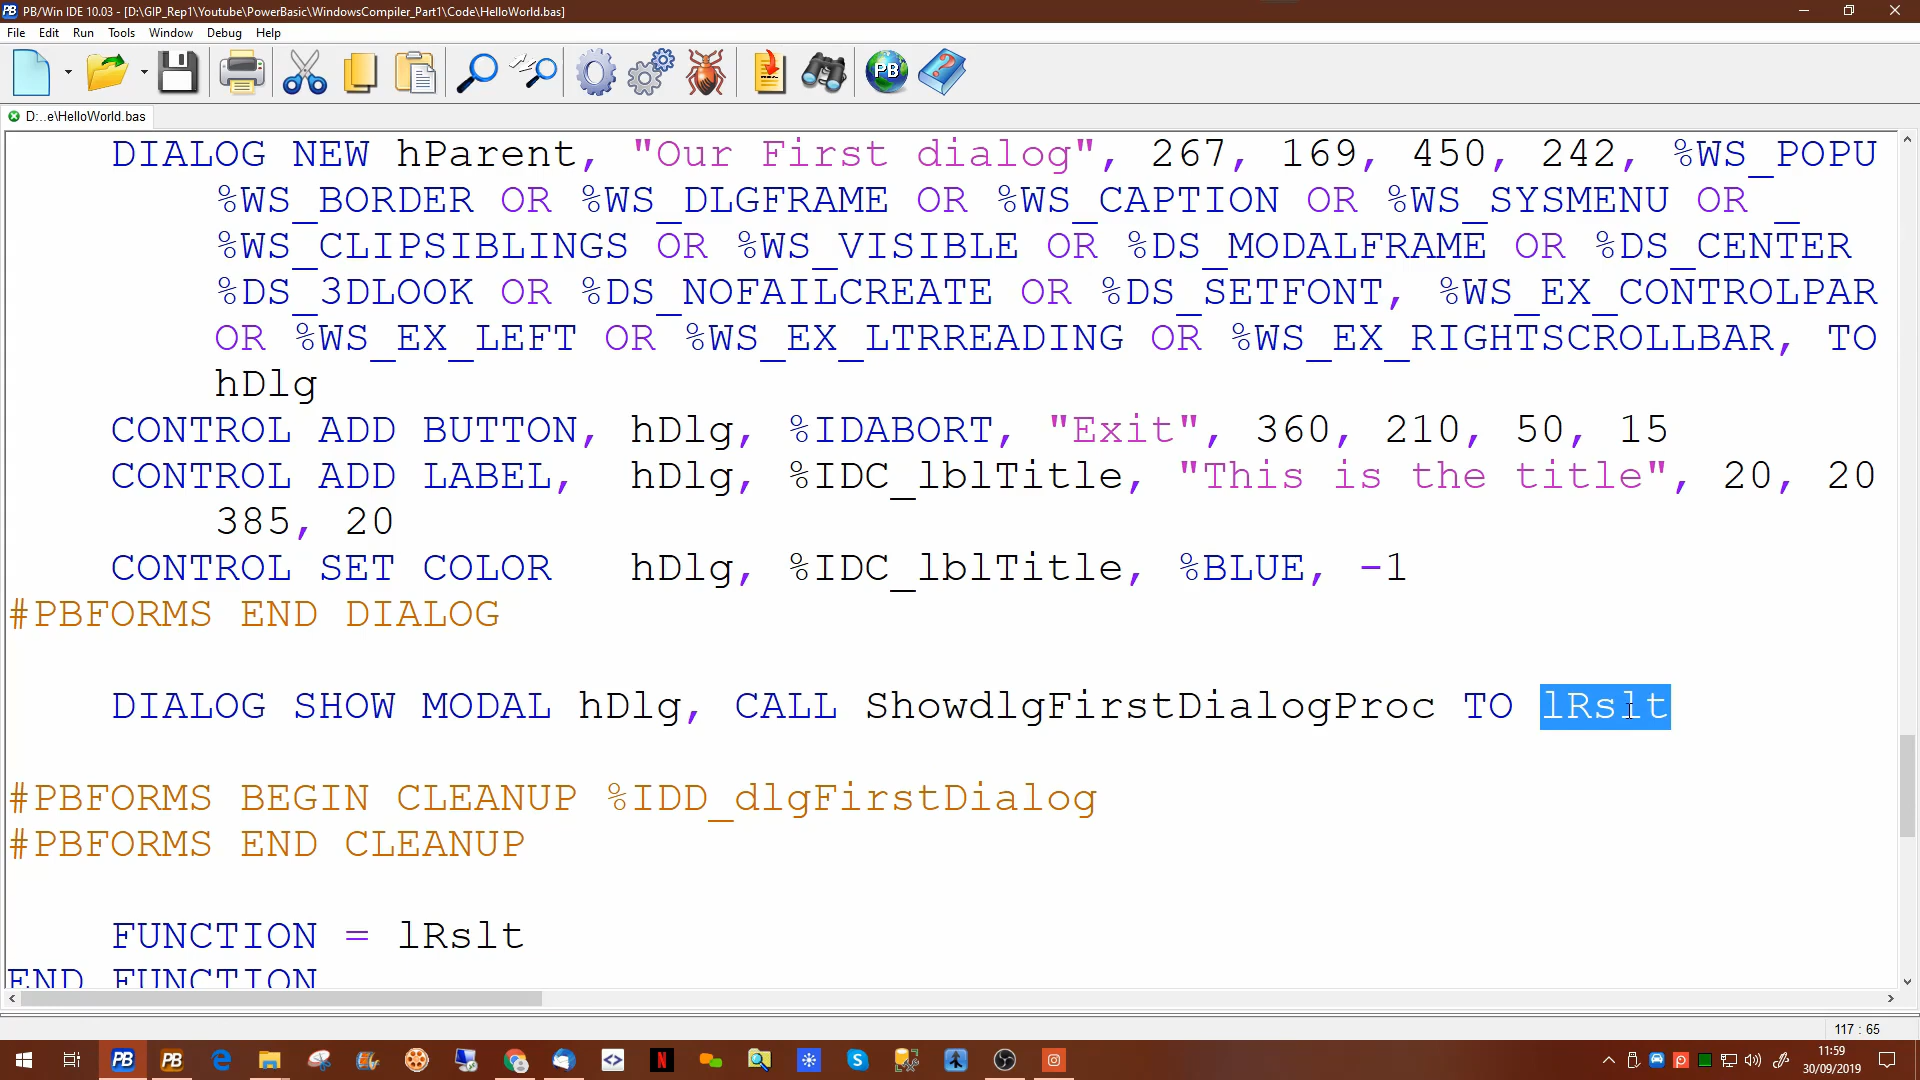 PB/Win IDE 10.03 - [D:\GIP_Rep1\Youtube\PowerBasic\WindowsCompiler_Part1\Code\HelloWorld.bas]
File Edit Run Tools Window Debug Help
PB
D:..e\HelloWorld.bas
DIALOG NEW hParent, "Our First dialog", 267, 169, 450, 242, %WS_POPU
%WS_BORDER OR %WS_DLGFRAME OR %WS_CAPTION OR %WS_SYSMENU OR _
%WS_CLIPSIBLINGS OR %WS_VISIBLE OR %DS_MODALFRAME OR %DS_CENTER
%DS_3DLOOK OR %DS_NOFAILCREATE OR %DS_SETFONT, %WS_EX_CONTROLPAR
OR %WS_EX_LEFT OR %WS_EX_LTRREADING OR %WS_EX_RIGHTSCROLLBAR, TO
hDlg
CONTROL ADD BUTTON, hDlg, %IDABORT, "Exit", 360, 210, 50, 15
CONTROL ADD LABEL, hDlg, %IDC_lblTitle, "This is the title", 20, 20
385, 20
CONTROL SET COLOR hDlg, %IDC_lblTitle, %BLUE, -1
#PBFORMS END DIALOG
DIALOG SHOW MODAL hDlg, CALL ShowdlgFirstDialogProc TO lRslt
#PBFORMS BEGIN CLEANUP %IDD_dlgFirstDialog
#PBFORMS END CLEANUP
FUNCTION = lRslt
END FUNCTION
117 : 65
11:59
30/09/2019